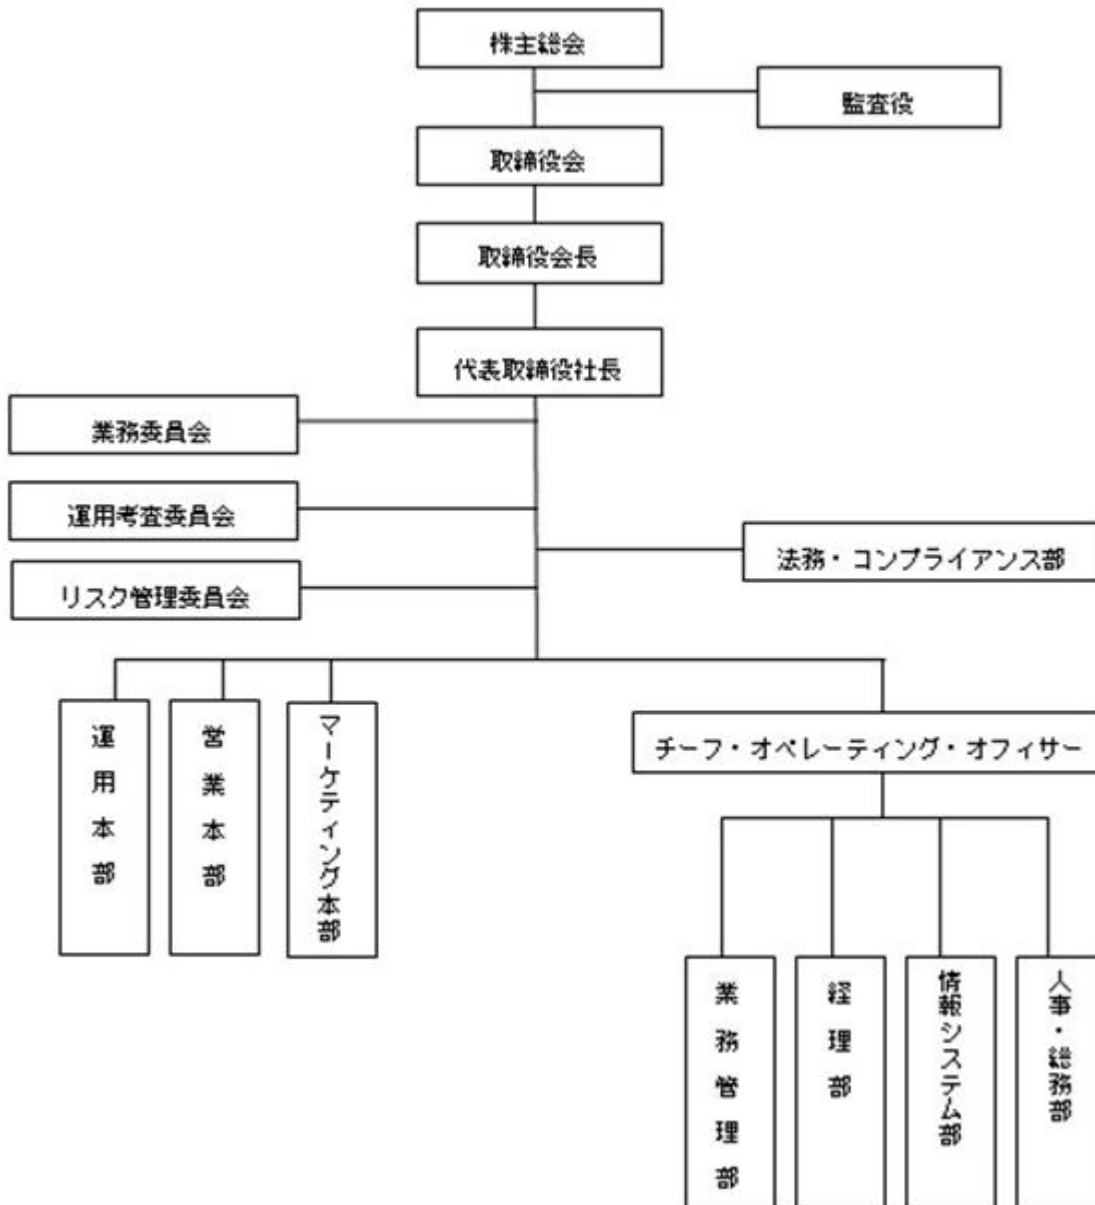 株主総会
監査役
取締役会
取締役会長
代表取締役社長
業務委員会
運用考査委員会
法務・コンプライアンス部
リスク管理委員会
運用本部
営業本部
マーケティング本部
チーフ・オペレーティング・オフィサー
業務管理部
経理部
情報システム部
人事・総務部